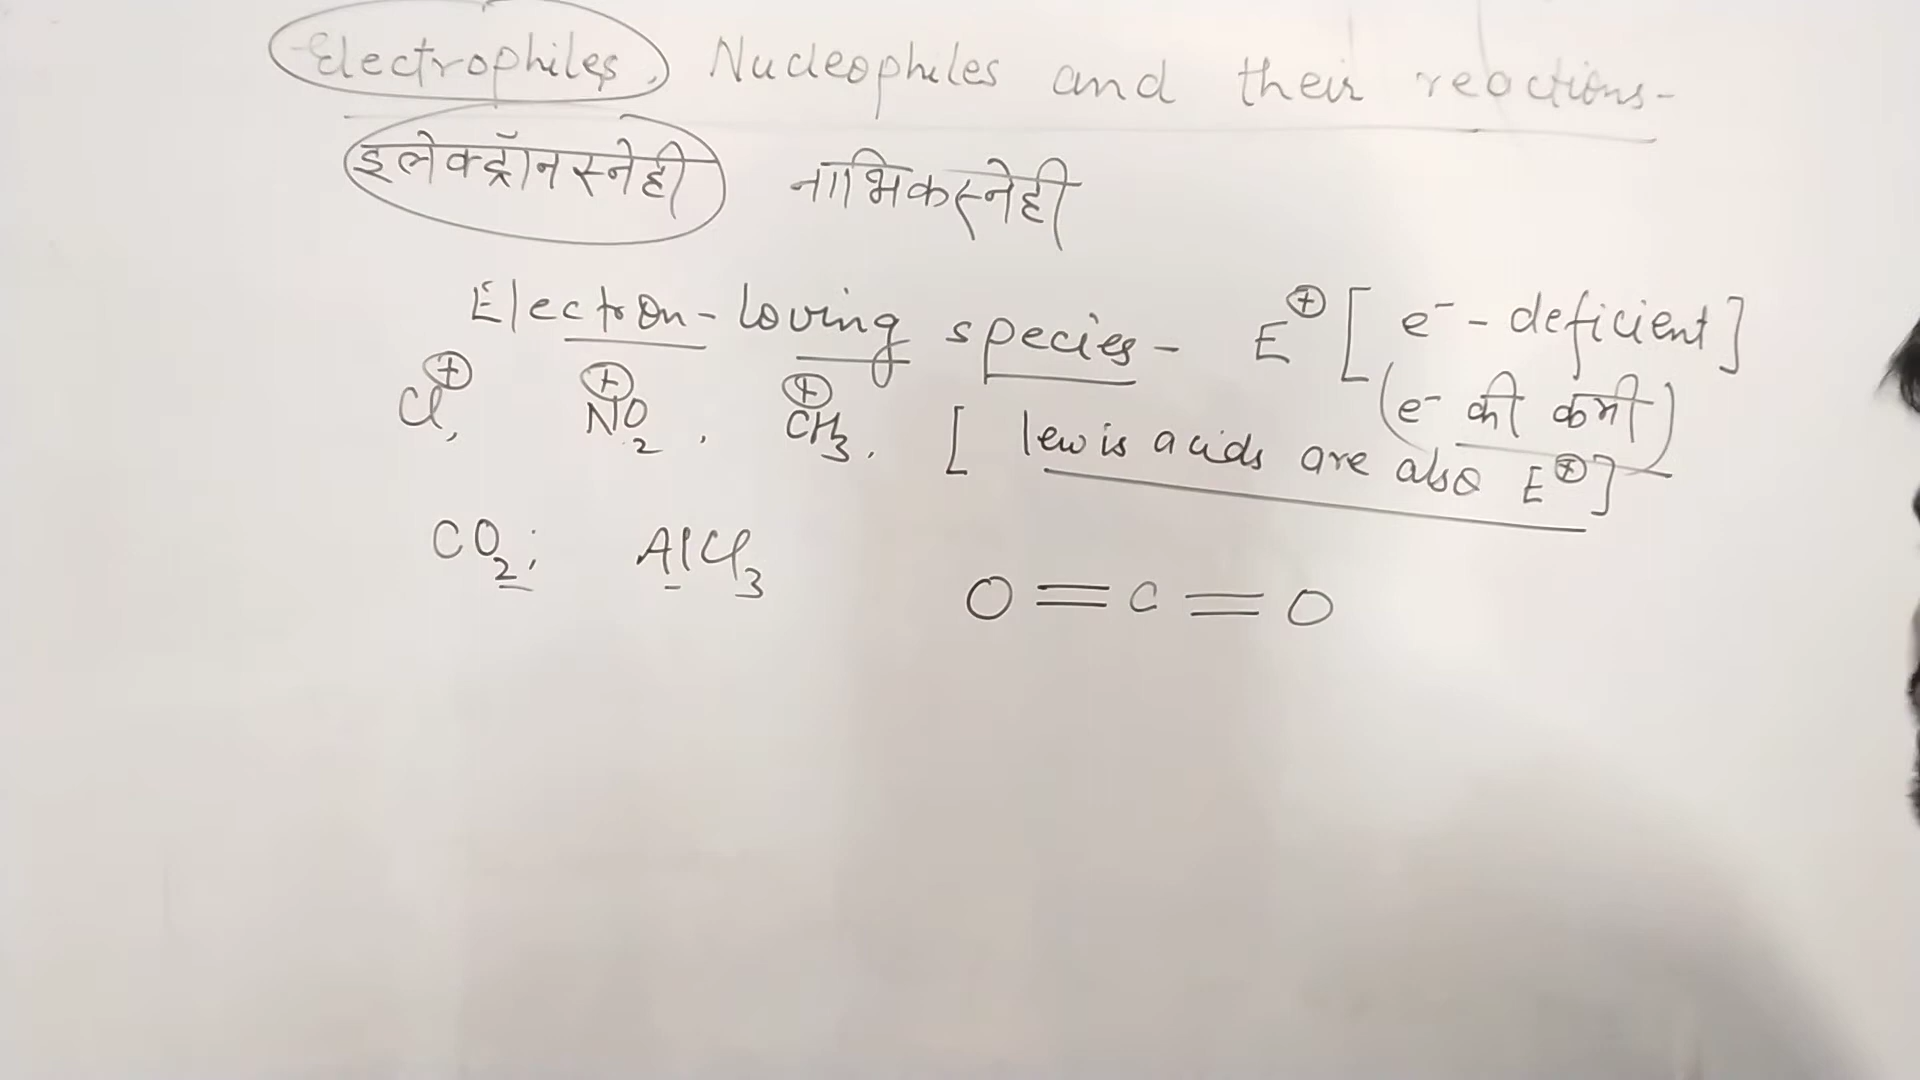 Electrophiles, Nucleophiles and their reactions-
इलेक्ट्रॉनस्नेही नाभिकस्नेही
Electron-loving species- E⊕ [e⁻-deficient]
(e⁻ की कमी)
Cl⊕, NO₂⊕, CH₃⊕. [lewis acids are also E⊕]
CO₂; AlCl₃
O=C=O